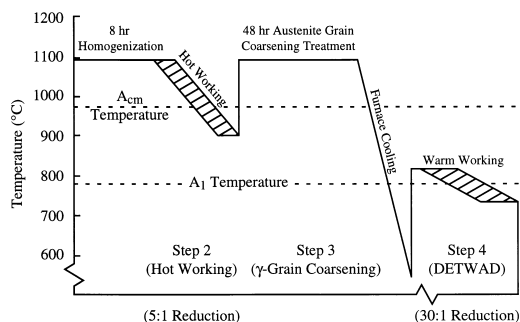 1200
1100
1000
900
800
700
600
Temperature (°C)
8 hr
Homogenization
Hot Working
48 hr Austenite Grain
Coarsening Treatment
Acm
Temperature
Furnace Cooling
Warm Working
A1 Temperature
Step 2
(Hot Working)
Step 3
(γ-Grain Coarsening)
Step 4
(DETWAD)
(5:1 Reduction)
(30:1 Reduction)